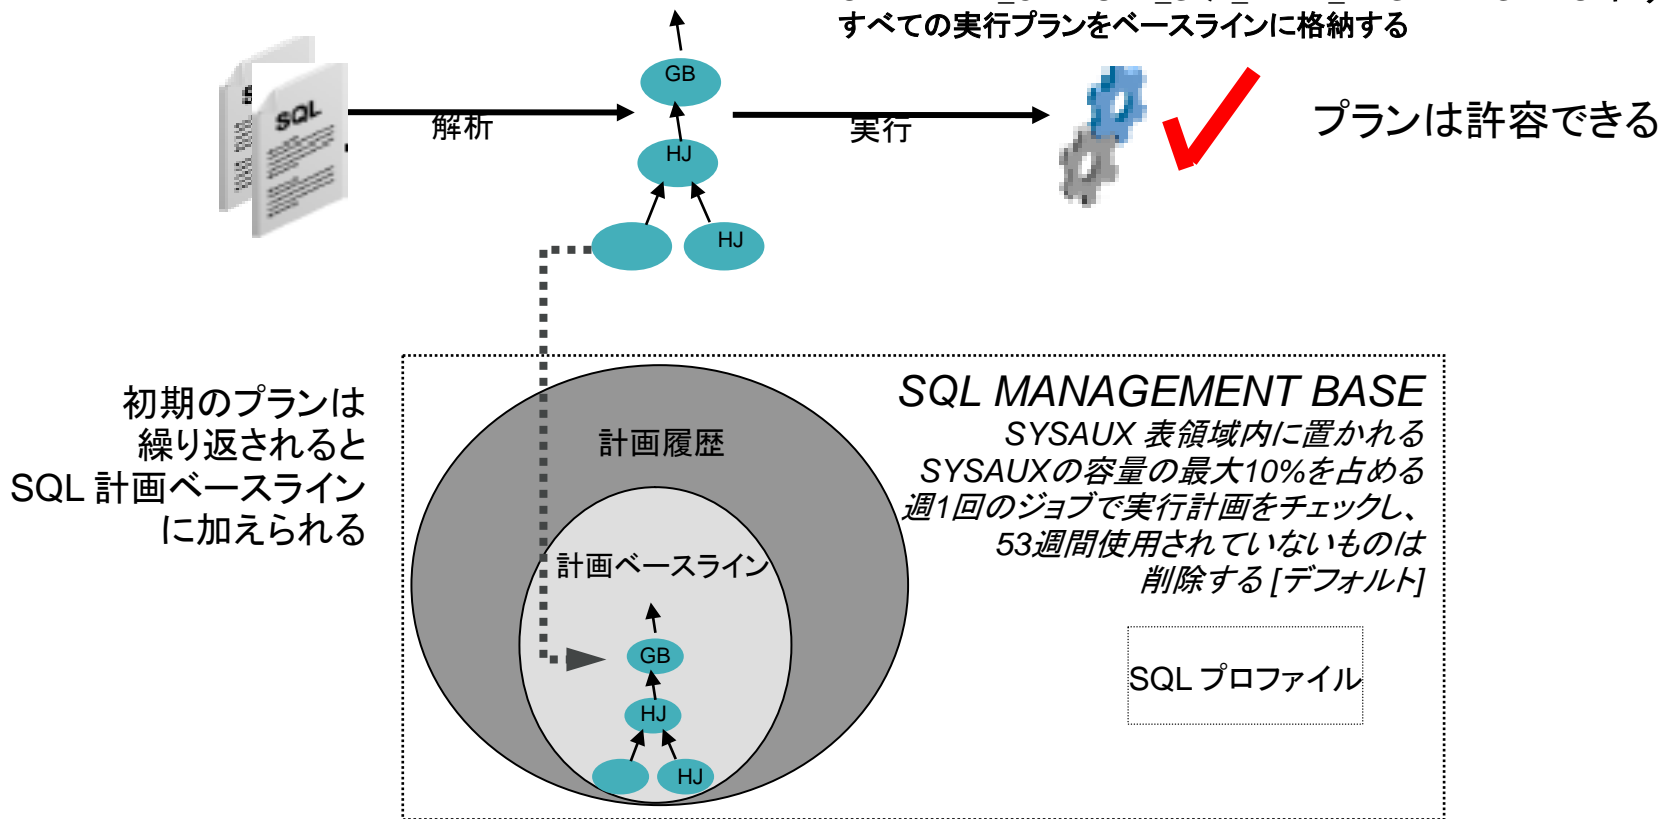 すべての実行プランをベースラインに格納する
SQL
解析
GB
HJ
HJ
実行
プランは許容できる
初期のプランは
繰り返されると
SQL 計画ベースライン
に加えられる
計画履歴
計画ベースライン
GB
HJ
HJ
SQL MANAGEMENT BASE
SYSAUX 表領域内に置かれる
SYSAUXの容量の最大10%を占める
週1回のジョブで実行計画をチェックし、
53週間使用されていないものは
削除する [デフォルト]
SQL プロファイル